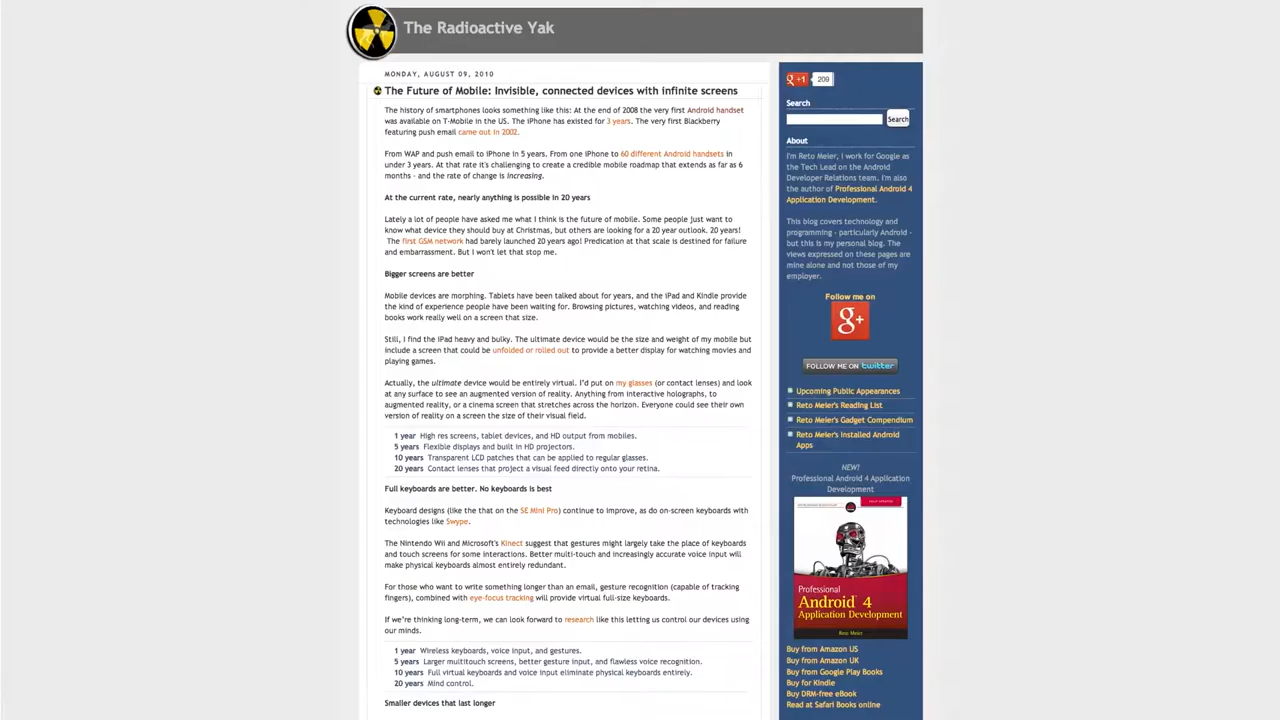 The Radioactive Yak
MONDAY, AUGUST 09, 2010
The Future of Mobile: Invisible, connected devices with infinite screens
The history of smartphones looks something like this: At the end of 2008 the very first Android handset
was available on T-Mobile in the US. The iPhone has existed for 3 years. The very first Blackberry
featuring push email came out in 2002.
From WAP and push email to iPhone in 5 years. From one iPhone to 60 different Android handsets in
under 3 years. At that rate it's challenging to create a credible mobile roadmap that extends as far as 6
months - and the rate of change is increasing.
At the current rate, nearly anything is possible in 20 years
Lately a lot of people have asked me what I think is the future of mobile. Some people just want to
know what device they should buy at Christmas, but others are looking for a 20 year outlook. 20 years!
The first GSM network had barely launched 20 years ago! Predication at that scale is destined for failure
and embarrassment. But I won't let that stop me.
Bigger screens are better
Mobile devices are morphing. Tablets have been talked about for years, and the iPad and Kindle provide
the kind of experience people have been waiting for. Browsing pictures, watching videos, and reading
books work really well on a screen that size.
Still, I find the iPad heavy and bulky. The ultimate device would be the size and weight of my mobile but
include a screen that could be unfolded or rolled out to provide a better display for watching movies and
playing games.
Actually, the ultimate device would be entirely virtual. I'd put on my glasses (or contact lenses) and look
at any surface to see an augmented version of reality. Anything from interactive holographs, to
augmented reality, or a cinema screen that stretches across the horizon. Everyone could see their own
version of reality on a screen the size of their visual field.
1 year High res screens, tablet devices, and HD output from mobiles.
5 years Flexible displays and built in HD projectors.
10 years Transparent LCD patches that can be applied to regular glasses.
20 years Contact lenses that project a visual feed directly onto your retina.
Full keyboards are better. No keyboards is best
Keyboard designs (like the that on the SE Mini Pro) continue to improve, as do on-screen keyboards with
technologies like Swype.
The Nintendo Wii and Microsoft's Kinect suggest that gestures might largely take the place of keyboards
and touch screens for some interactions. Better multi-touch and increasingly accurate voice input will
make physical keyboards almost entirely redundant.
For those who want to write something longer than an email, gesture recognition (capable of tracking
fingers), combined with eye-focus tracking will provide virtual full-size keyboards.
If we're thinking long-term, we can look forward to research like this letting us control our devices using
our minds.
1 year Wireless keyboards, voice input, and gestures.
5 years Larger multitouch screens, better gesture input, and flawless voice recognition.
10 years Full virtual keyboards and voice input eliminate physical keyboards entirely.
20 years Mind control.
Smaller devices that last longer
g +1 209
Search
Search
About
I'm Reto Meier, I work for Google as
the Tech Lead on the Android
Developer Relations team. I'm also
the author of Professional Android 4
Application Development.
This blog covers technology and
programming - particularly Android -
but this is my personal blog. The
views expressed on these pages are
mine alone and not those of my
employer.
Follow me on
g+
FOLLOW ME ON twitter
Upcoming Public Appearances
Reto Meier's Reading List
Reto Meier's Gadget Compendium
Reto Meier's Installed Android
Apps
NEW!
Professional Android 4 Application
Development
Professional
Android 4
Application Development
Reto Meier
Buy from Amazon US
Buy from Amazon UK
Buy from Google Play Books
Buy for Kindle
Buy DRM-free eBook
Read at Safari Books online